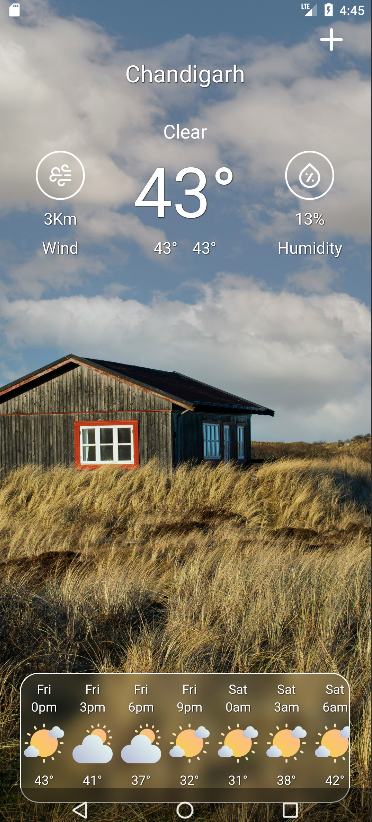 LTE 4:45
+
Chandigarh
Clear
43°
3Km
13%
Wind
43° 43°
Humidity
Fri Fri Fri Fri Sat Sat Sat
0pm 3pm 6pm 9pm 0am 3am 6am
43° 41° 37° 32° 31° 38° 42°